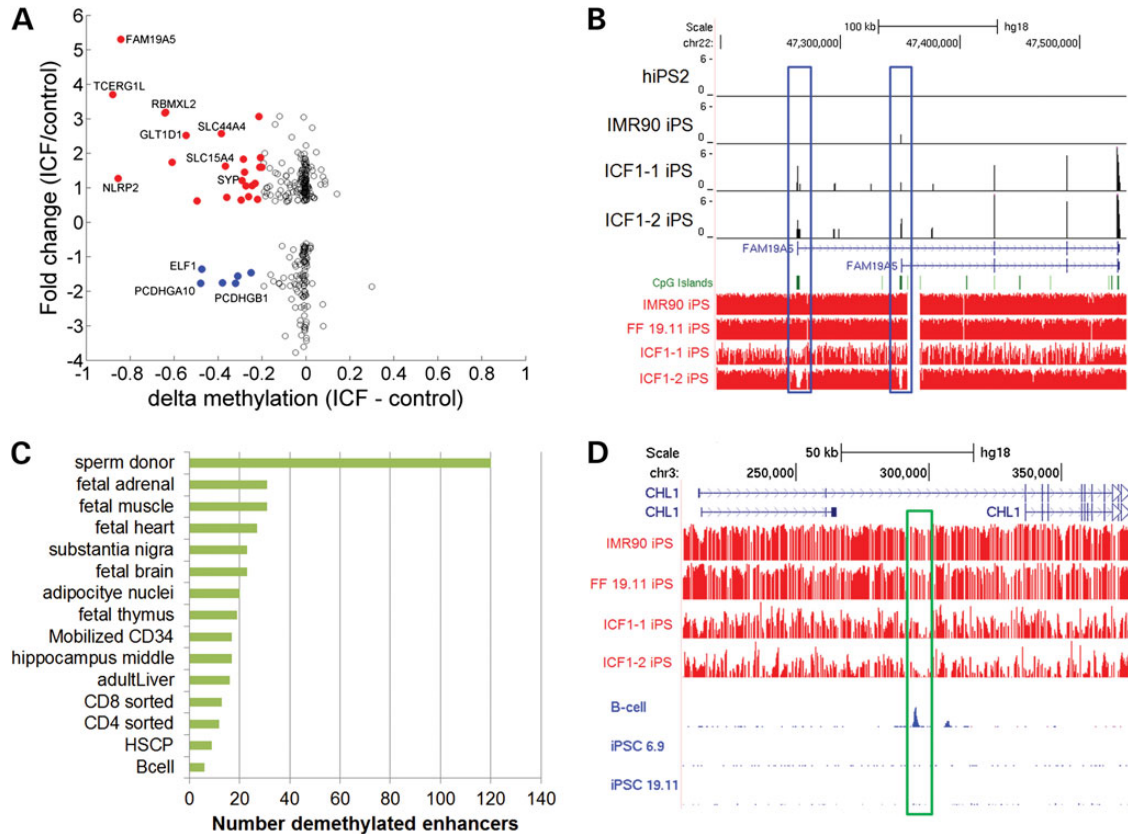 A
Fold change (ICF/control)
6
5
4
3
2
1
0
-1
-2
-3
-4
FAM19A5
TCERG1L
RBMXL2
GLT1D1
SLC44A4
SLC15A4
NLRP2
SYP
ELF1
PCDHGA10
PCDHGB1
-1
-0.8
-0.6
-0.4
-0.2
0
0.2
0.4
0.6
delta methylation (ICF - control)
B
Scale
100 kb
hg18
chr22:
47,300,000
47,400,000
47,500,000
6
hiPS2
0
6
IMR90 iPS
0
6
ICF1-1 iPS
0
6
ICF1-2 iPS
0
FAM19A5
FAM19A5
CpG Islands
IMR90 iPS
FF 19.11 iPS
ICF1-1 iPS
ICF1-2 iPS
C
sperm donor
fetal adrenal
fetal muscle
fetal heart
substantia nigra
fetal brain
adipocitye nuclei
fetal thymus
Mobilized CD34
hippocampus middle
adultLiver
CD8 sorted
CD4 sorted
HSCP
Bcell
0
20
40
60
80
100
120
140
Number demethylated enhancers
D
Scale
50 kb
hg18
chr3:
250,000
300,000
350,000
CHL1
CHL1
CHL1
IMR90 iPS
FF 19.11 iPS
ICF1-1 iPS
ICF1-2 iPS
B-cell
iPSC 6.9
iPSC 19.11